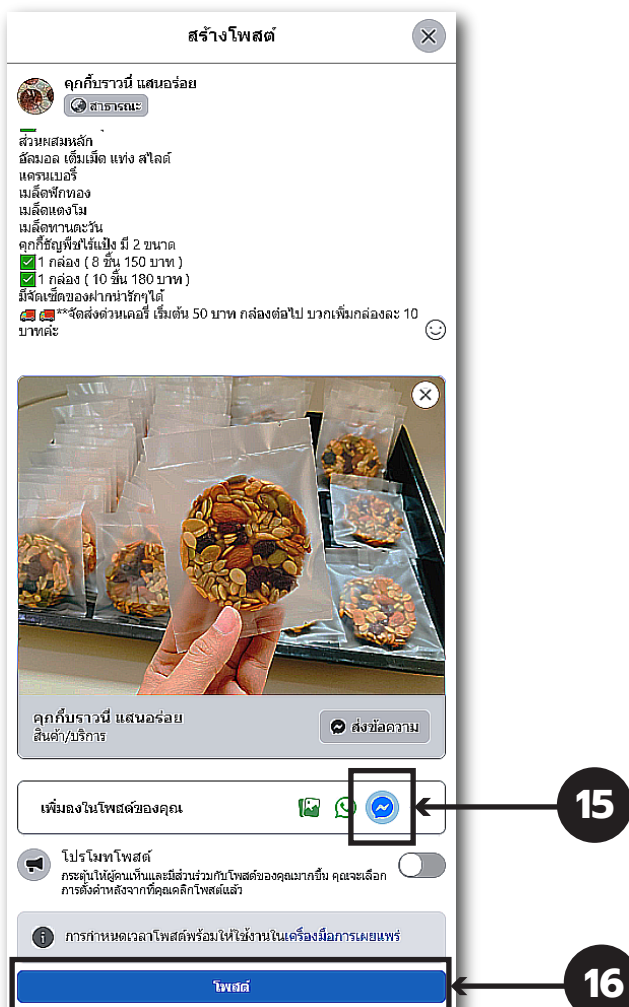 สร้างโพสต์
คุกกี้บราวนี่ แสนอร่อย
สาธารณะ
ส่วนผสมหลัก
อัลมอล เต็มเม็ด แท่ง สไลด์
แครนเบอรี่
เมล็ดฟักทอง
เมล็ดแตงโม
เมล็ดทานตะวัน
คุกกี้ธัญพืชไร้แป้ง มี 2 ขนาด
✅1 กล่อง ( 8 ชิ้น 150 บาท )
✅1 กล่อง ( 10 ชิ้น 180 บาท )
มีจัดเซ็ตของฝากน่ารักๆได้
🚚 🚚**จัดส่งด่วนเคอรี่ เริ่มต้น 50 บาท กล่องต่อไป บวกเพิ่มกล่องละ 10
บาทค่ะ
คุกกี้บราวนี่ แสนอร่อย
สินค้า/บริการ
ส่งข้อความ
เพิ่มลงในโพสต์ของคุณ
15
โปรโมทโพสต์
กระตุ้นให้ผู้คนเห็นและมีส่วนร่วมกับโพสต์ของคุณมากขึ้น คุณจะเลือก
การตั้งค่าหลังจากที่คุณคลิกโพสต์แล้ว
การกำหนดเวลาโพสต์พร้อมให้ใช้งานในเครื่องมือการเผยแพร่
โพสต์
16